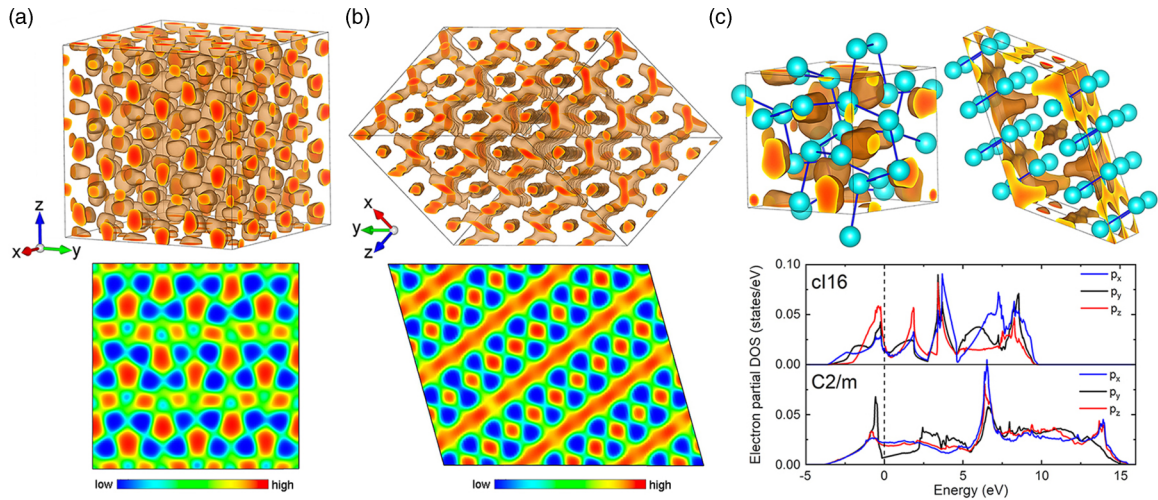 (a)
(b)
(c)
z
x
y
x
y
z
low
high
low
high
Electron partial DOS (states/eV)
0.10
0.05
0.00
cI16
px
py
pz
0.05
0.00
C2/m
px
py
pz
-5
0
5
10
15
Energy (eV)